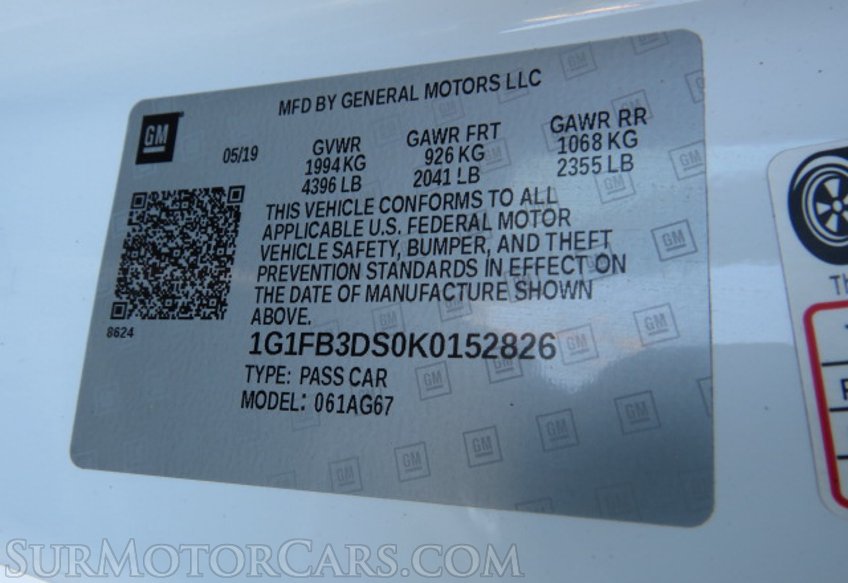 MFD BY GENERAL MOTORS LLC
GM
05/19
GVWR GAWR FRT GAWR RR
1994 KG 926 KG 1068 KG
4396 LB 2041 LB 2355 LB
THIS VEHICLE CONFORMS TO ALL
APPLICABLE U.S. FEDERAL MOTOR
VEHICLE SAFETY, BUMPER, AND THEFT
PREVENTION STANDARDS IN EFFECT ON
THE DATE OF MANUFACTURE SHOWN
ABOVE.
8624
1G1FB3DS0K0152826
TYPE: PASS CAR
MODEL: 061AG67
SurMotorCars.com